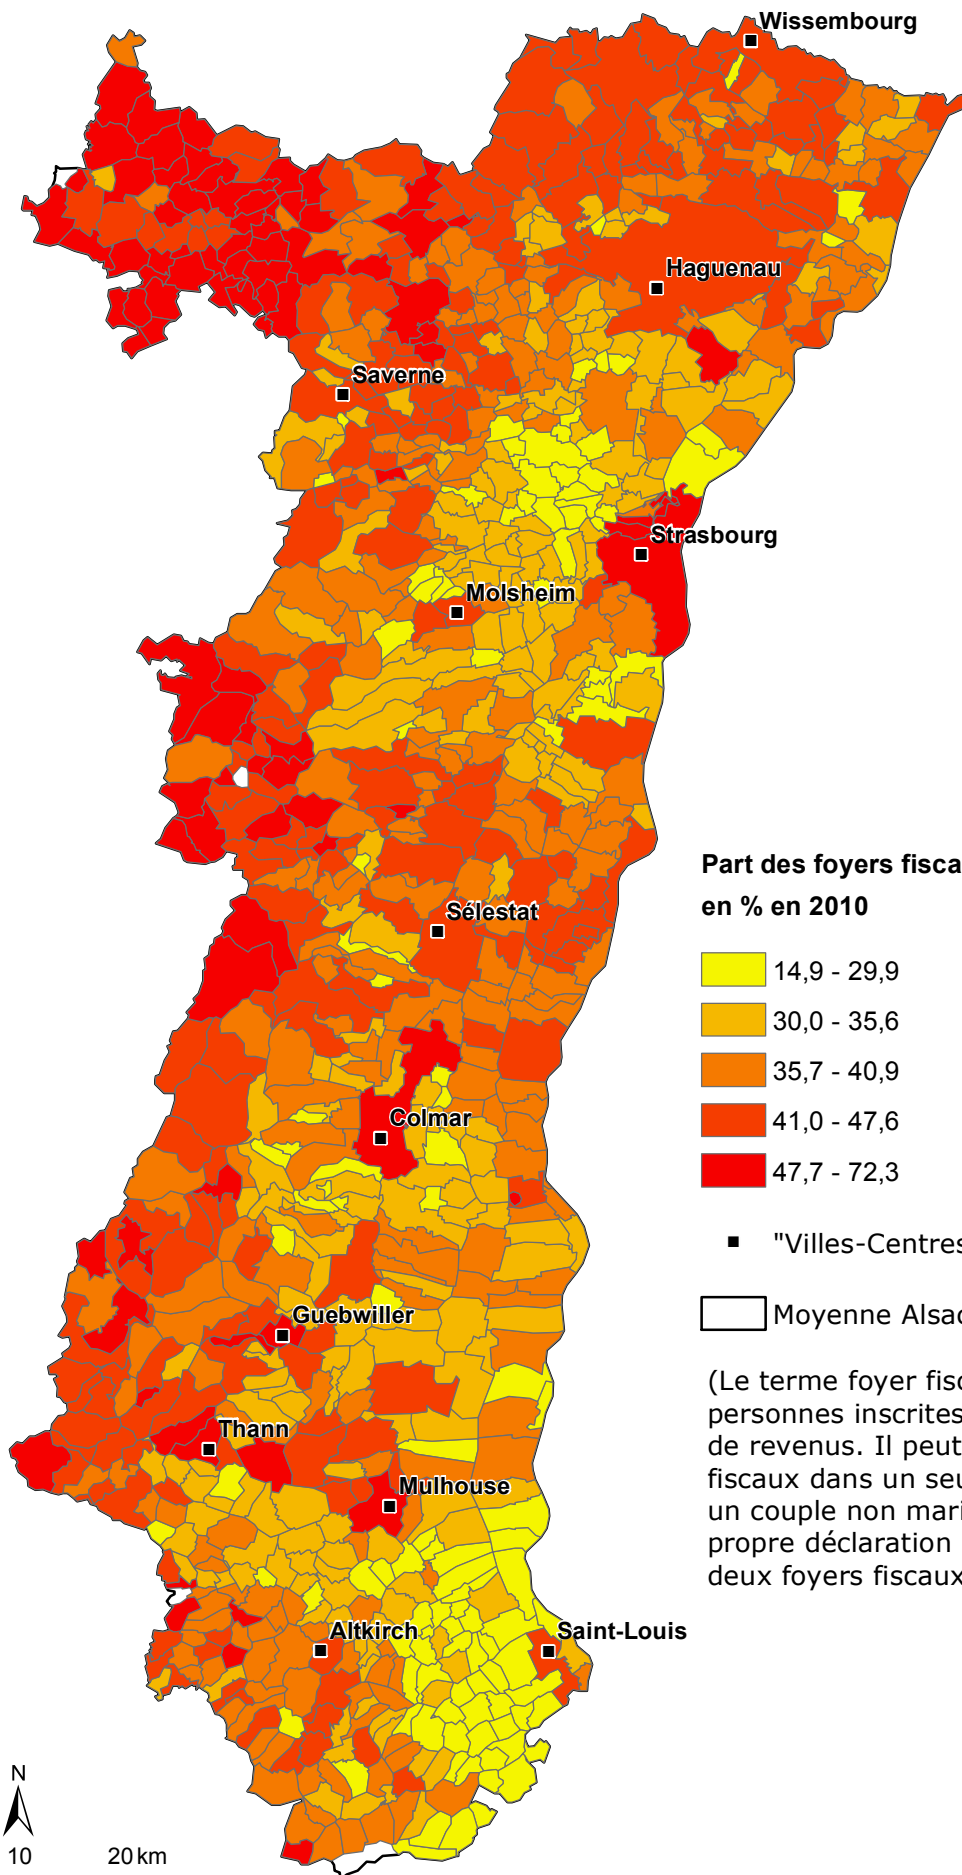 Wissembourg
Haguenau
Saverne
Strasbourg
Molsheim
Part des foyers fisca
en % en 2010
Sélestat
14,9 - 29,9
30,0 - 35,6
35,7 - 40,9
41,0 - 47,6
47,7 - 72,3
Colmar
"Villes-Centres
Guebwiller
Moyenne Alsac
(Le terme foyer fisc
personnes inscrites
de revenus. Il peut
fiscaux dans un seu
un couple non mari
propre déclaration
deux foyers fiscaux
Thann
Mulhouse
Altkirch
Saint-Louis
N
10 20 km